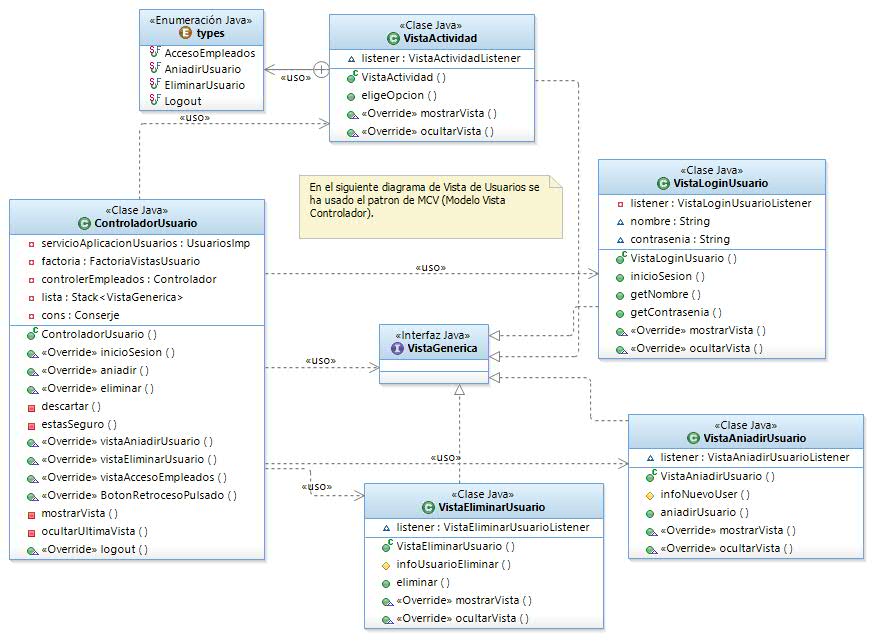 «Enumeración Java»
types
AccesoEmpleados
AniadirUsuario
EliminarUsuario
Logout
«uso»
«Clase Java»
VistaActividad
listener : VistaActividadListener
VistaActividad ( )
eligeOpcion ( )
«Override» mostrarVista ( )
«Override» ocultarVista ( )
«uso»
En el siguiente diagrama de Vista de Usuarios se
ha usado el patron de MCV (Modelo Vista
Controlador).
«Clase Java»
VistaLoginUsuario
listener : VistaLoginUsuarioListener
nombre : String
contrasenia : String
VistaLoginUsuario ( )
inicioSesion ( )
getNombre ( )
getContrasenia ( )
«Override» mostrarVista ( )
«Override» ocultarVista ( )
«Clase Java»
ControladorUsuario
servicioAplicacionUsuarios : UsuariosImp
factoria : FactoriaVistasUsuario
controlerEmpleados : Controlador
lista : Stack<VistaGenerica>
cons : Conserje
ControladorUsuario ( )
«Override» inicioSesion ( )
«Override» aniadir ( )
«Override» eliminar ( )
descartar ( )
estasSeguro ( )
«Override» vistaAniadirUsuario ( )
«Override» vistaEliminarUsuario ( )
«Override» vistaAccesoEmpleados ( )
«Override» BotonRetrocesoPulsado ( )
mostrarVista ( )
ocultarUltimaVista ( )
«Override» logout ( )
«uso»
«Interfaz Java»
VistaGenerica
«uso»
«uso»
«uso»
«Clase Java»
VistaAniadirUsuario
listener : VistaAniadirUsuarioListener
VistaAniadirUsuario ( )
infoNuevoUser ( )
aniadirUsuario ( )
«Override» mostrarVista ( )
«Override» ocultarVista ( )
«Clase Java»
VistaEliminarUsuario
listener : VistaEliminarUsuarioListener
VistaEliminarUsuario ( )
infoUsuarioEliminar ( )
eliminar ( )
«Override» mostrarVista ( )
«Override» ocultarVista ( )